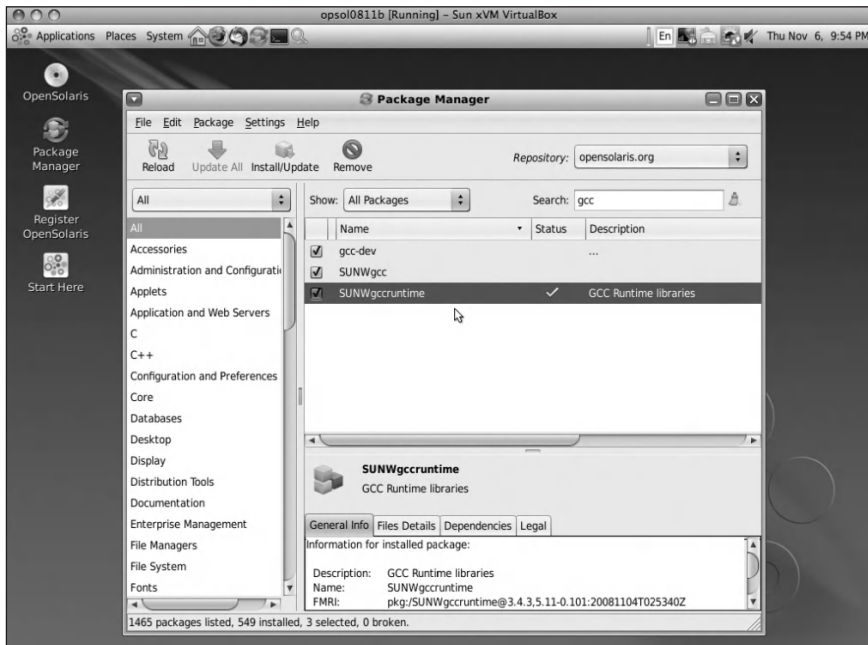 opsol0811b [Running] – Sun xVM VirtualBox
Applications Places System En Thu Nov 6, 9:54 PM
OpenSolaris
Package Manager
Register OpenSolaris
Start Here
Package Manager
File Edit Package Settings Help
Reload Update All Install/Update Remove
Repository: opensolaris.org
All
Show: All Packages
Search: gcc
All
Accessories
Administration and Configurati
Applets
Application and Web Servers
C
C++
Configuration and Preferences
Core
Databases
Desktop
Display
Distribution Tools
Documentation
Enterprise Management
File Managers
File System
Fonts
Name Status Description
gcc-dev ...
SUNWgcc
SUNWgccruntime GCC Runtime libraries
SUNWgccruntime
GCC Runtime libraries
General Info Files Details Dependencies Legal
Information for installed package:
Description: GCC Runtime libraries
Name: SUNWgccruntime
FMRI: pkg:/SUNWgccruntime@3.4.3,5.11-0.101:20081104T025340Z
1465 packages listed, 549 installed, 3 selected, 0 broken.